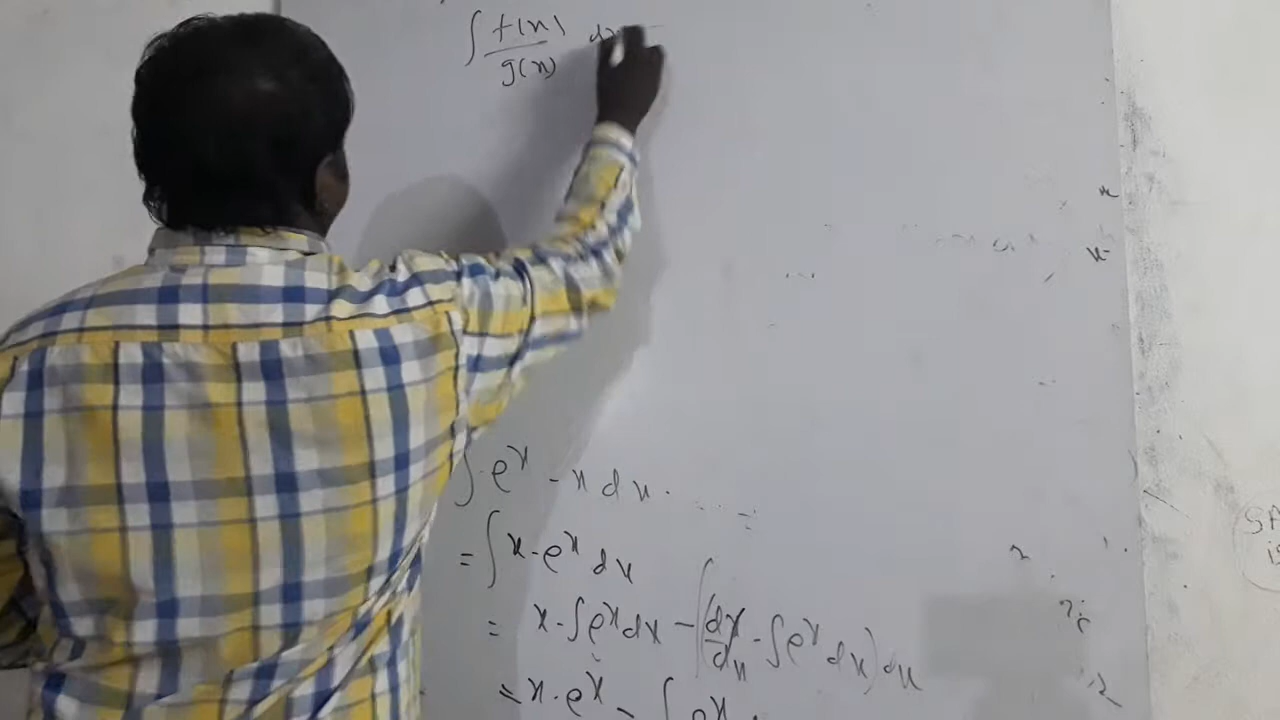 ∫ f(x)/g(x) dx
∫ e^x - x dx .
= ∫ x - e^x dx
= x - ∫ e^x dx - ∫ (dx/dx - ∫ e^x dx) dx
= x . e^x - ∫ e^x